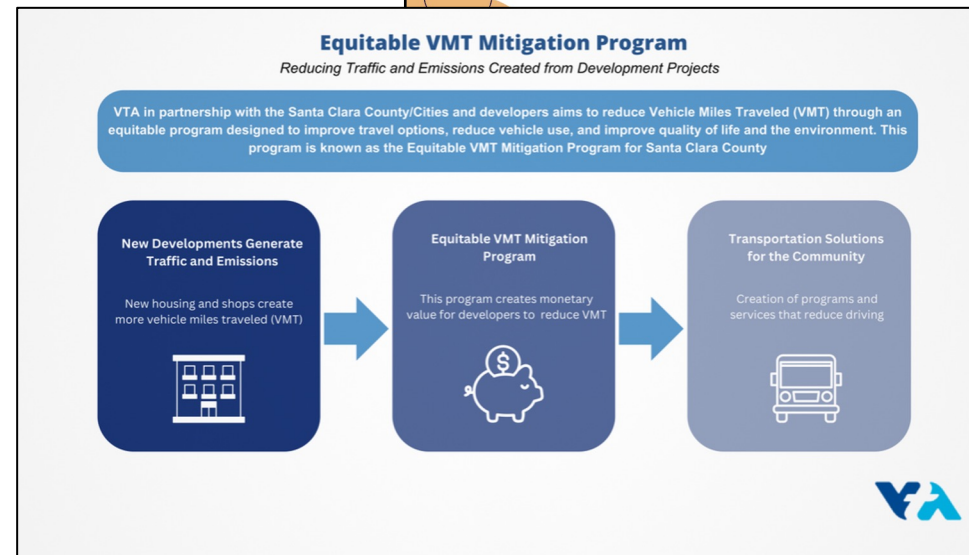 Equitable VMT Mitigation Program
Reducing Traffic and Emissions Created from Development Projects
VTA in partnership with the Santa Clara County/Cities and developers aims to reduce Vehicle Miles Traveled (VMT) through an
equitable program designed to improve travel options, reduce vehicle use, and improve quality of life and the environment. This
program is known as the Equitable VMT Mitigation Program for Santa Clara County
New Developments Generate
Traffic and Emissions
New housing and shops create
more vehicle miles traveled (VMT)
Equitable VMT Mitigation
Program
This program creates monetary
value for developers to reduce VMT
$
Transportation Solutions
for the Community
Creation of programs and
services that reduce driving
VTA